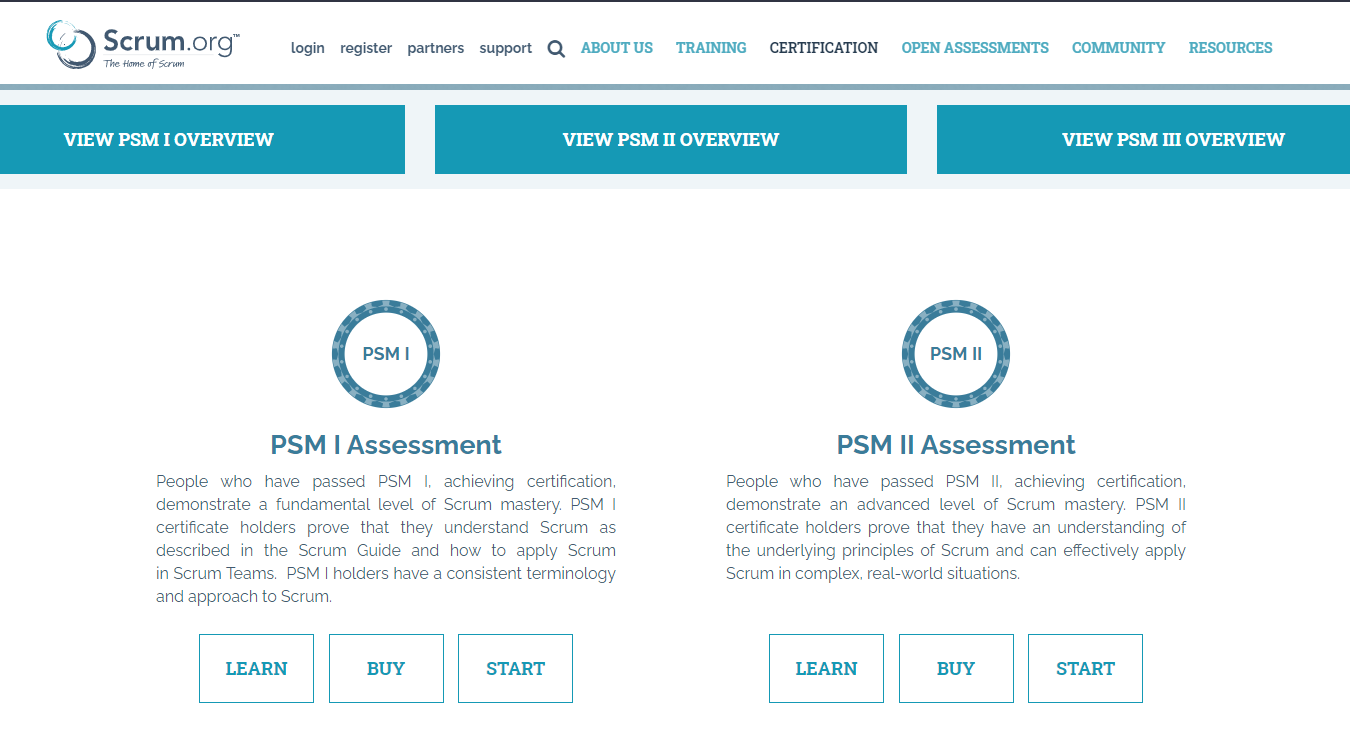 Scrum.org™
The Home of Scrum
login register partners support ABOUT US TRAINING CERTIFICATION OPEN ASSESSMENTS COMMUNITY RESOURCES
VIEW PSM I OVERVIEW
VIEW PSM II OVERVIEW
VIEW PSM III OVERVIEW
PSM I
PSM I Assessment
People who have passed PSM I, achieving certification,
demonstrate a fundamental level of Scrum mastery. PSM I
certificate holders prove that they understand Scrum as
described in the Scrum Guide and how to apply Scrum
in Scrum Teams. PSM I holders have a consistent terminology
and approach to Scrum.
LEARN BUY START
PSM II
PSM II Assessment
People who have passed PSM II, achieving certification,
demonstrate an advanced level of Scrum mastery. PSM II
certificate holders prove that they have an understanding of
the underlying principles of Scrum and can effectively apply
Scrum in complex, real-world situations.
LEARN BUY START